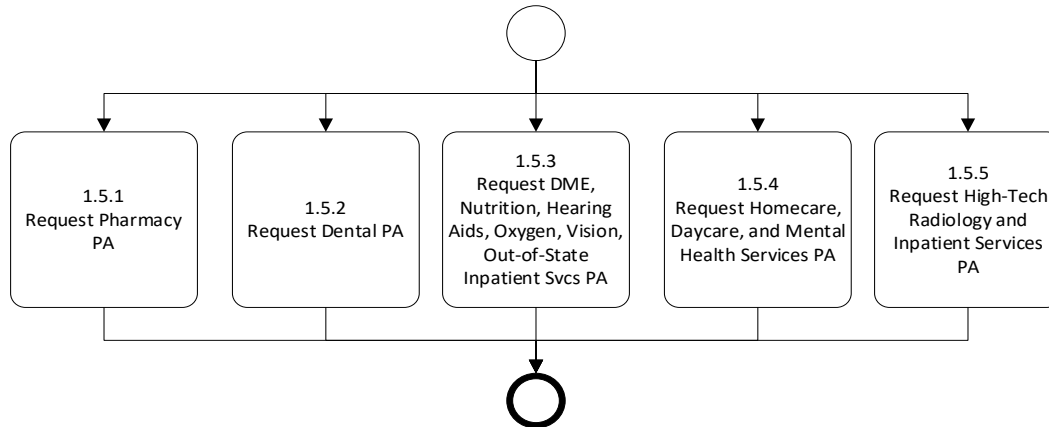 1.5.1
Request Pharmacy
PA
1.5.2
Request Dental PA
1.5.3
Request DME,
Nutrition, Hearing
Aids, Oxygen, Vision,
Out-of-State
Inpatient Svcs PA
1.5.4
Request Homecare,
Daycare, and Mental
Health Services PA
1.5.5
Request High-Tech
Radiology and
Inpatient Services
PA